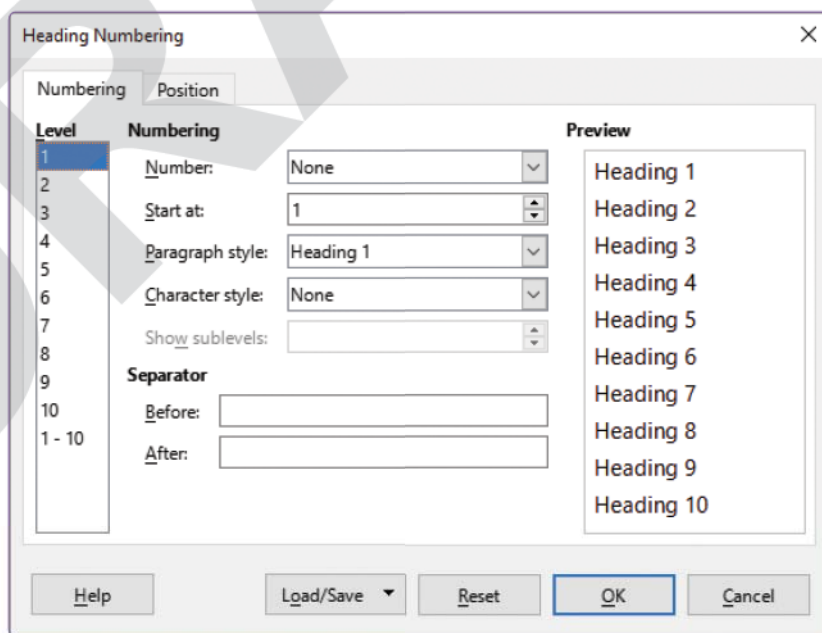 Heading Numbering
Numbering Position
Level
1
2
3
4
5
6
7
8
9
10
1 - 10
Numbering
Number: None
Start at: 1
Paragraph style: Heading 1
Character style: None
Show sublevels:
Separator
Before:
After:
Preview
Heading 1
Heading 2
Heading 3
Heading 4
Heading 5
Heading 6
Heading 7
Heading 8
Heading 9
Heading 10
Help Load/Save Reset OK Cancel